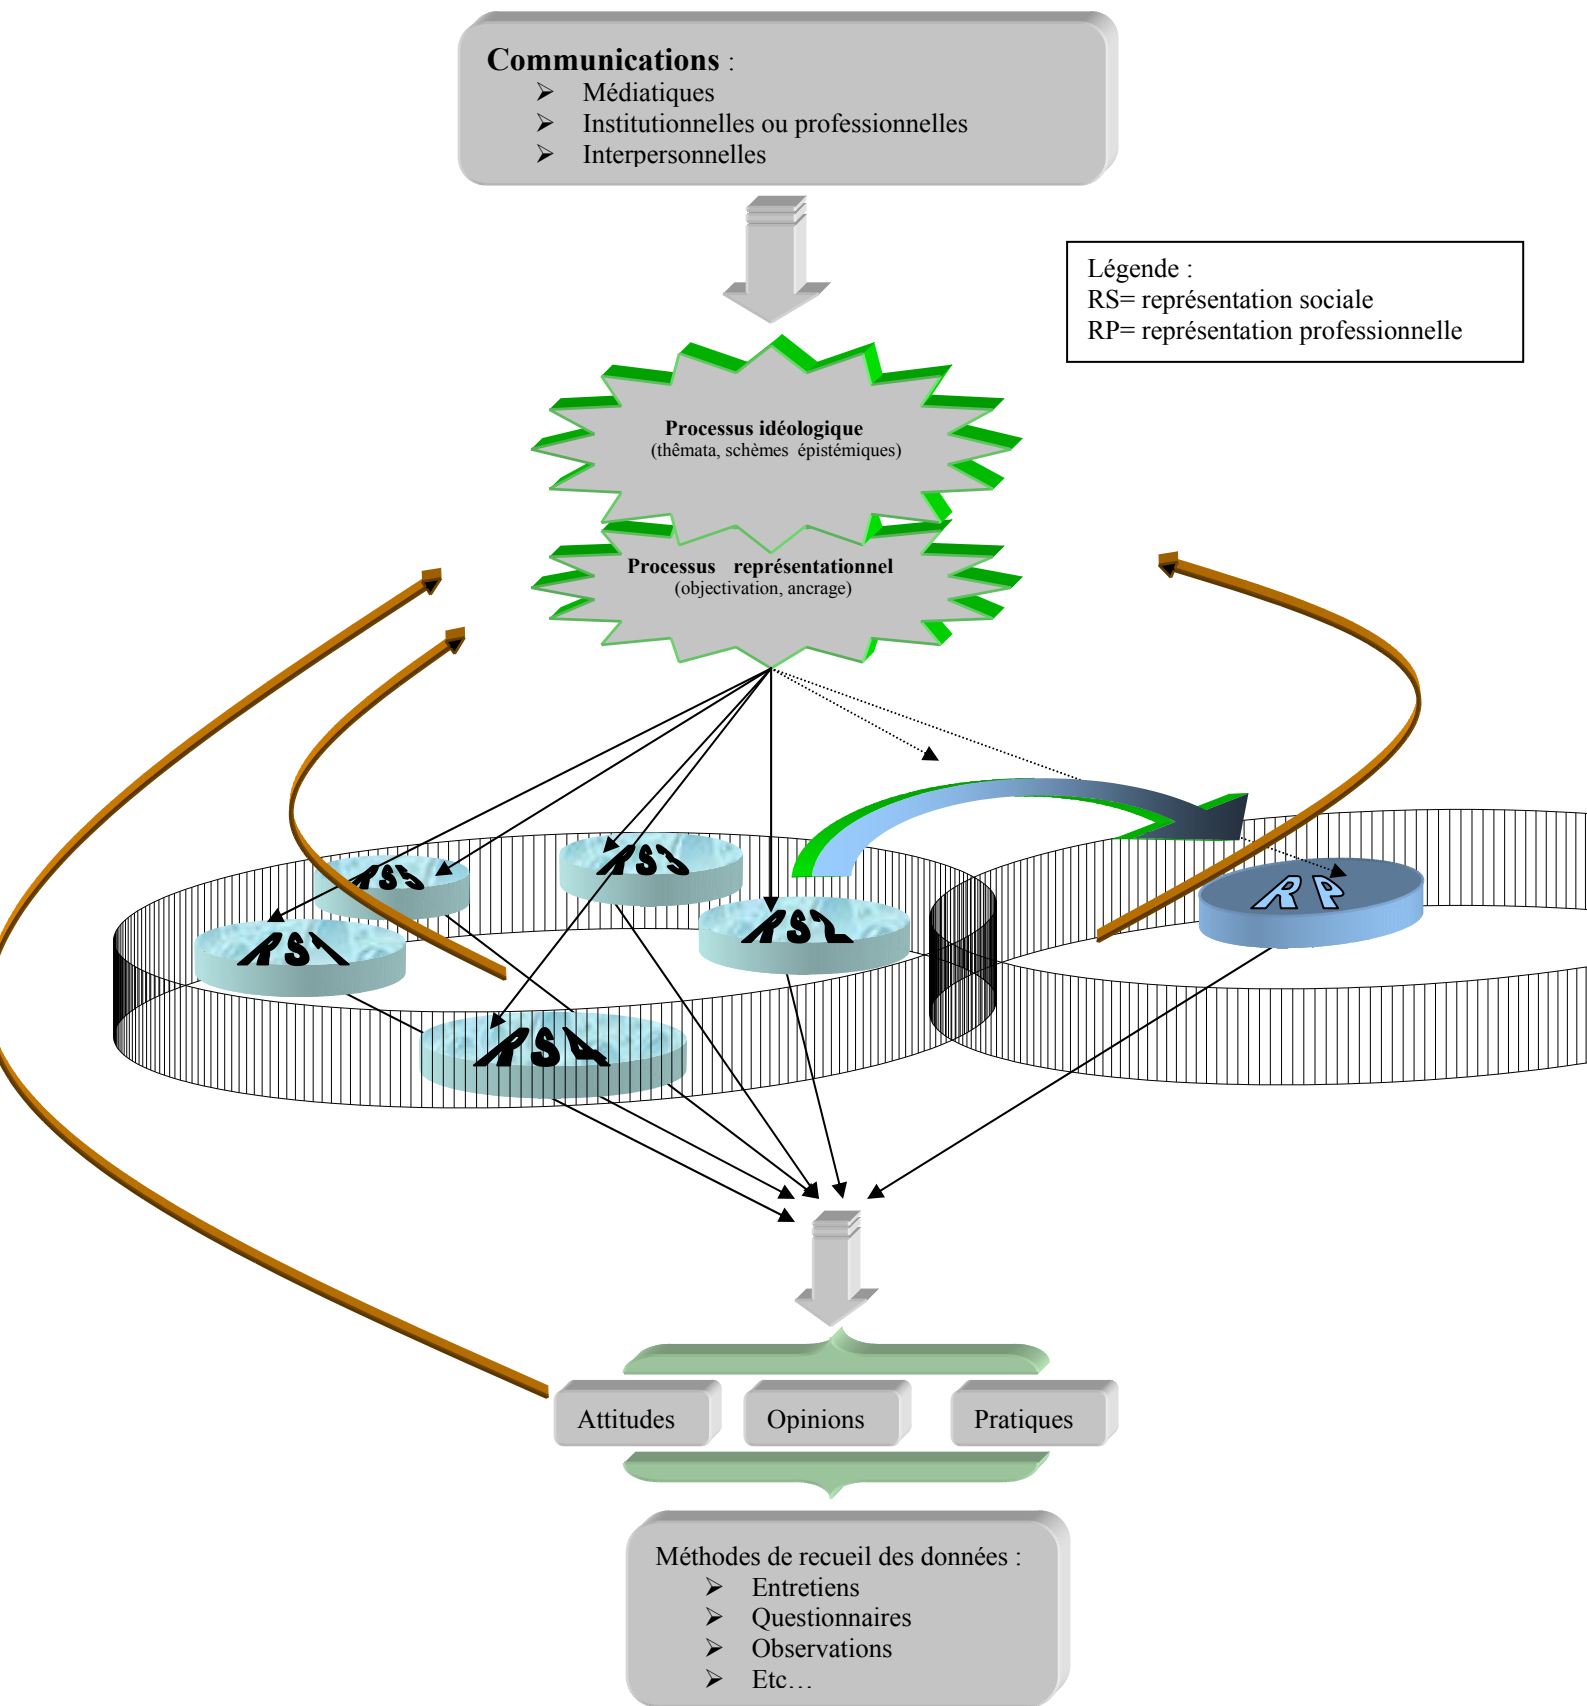 Communications :
➢ Médiatiques
➢ Institutionnelles ou professionnelles
➢ Interpersonnelles
Légende :
RS= représentation sociale
RP= représentation professionnelle
Processus idéologique
(thêmata, schèmes épistémiques)
Processus représentationnel
(objectivation, ancrage)
RS5
RS3
RP
RS1
RS2
RS4
Attitudes
Opinions
Pratiques
Méthodes de recueil des données :
➢ Entretiens
➢ Questionnaires
➢ Observations
➢ Etc…